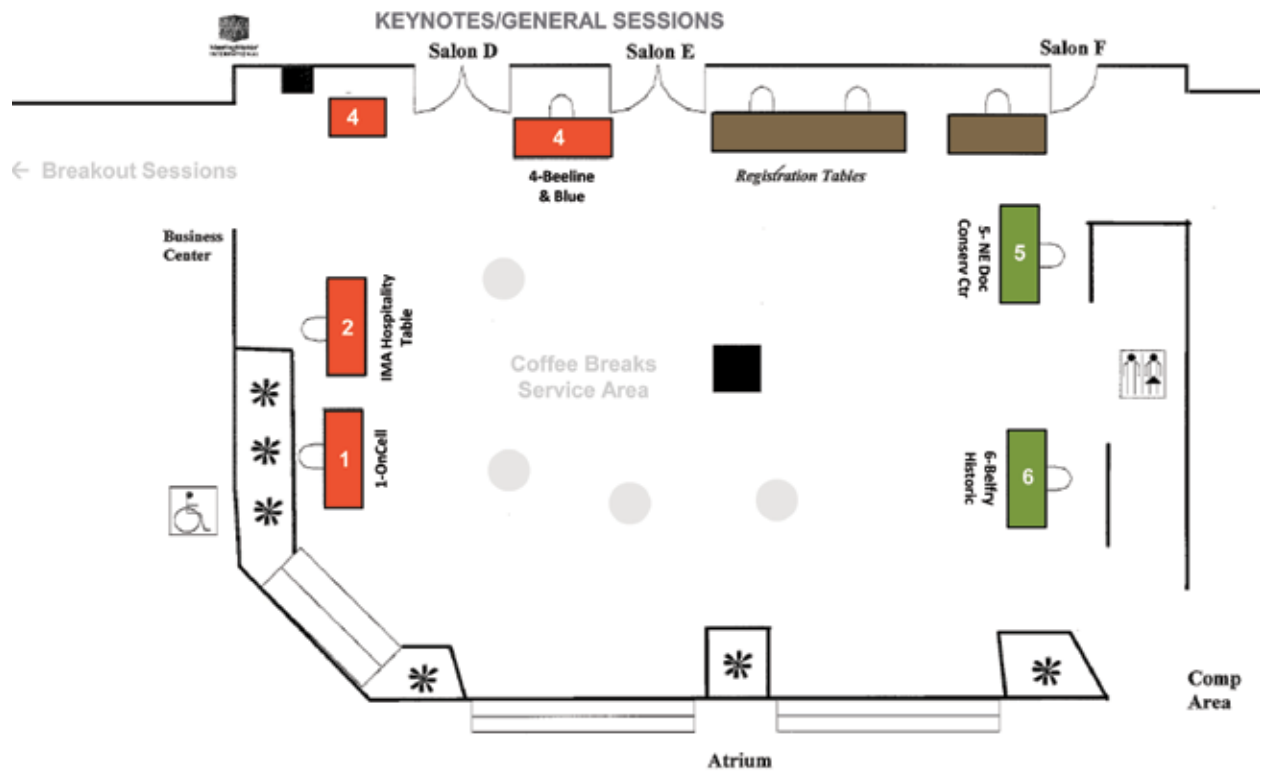 KEYNOTES/GENERAL SESSIONS
INTERNATIONAL
Salon D
Salon E
Salon F
4
4
4-Beeline
& Blue
Registration Tables
← Breakout Sessions
Business
Center
5
5- NE Doc
Conserv Ctr
2
IMA Hospitality
Table
Coffee Breaks
Service Area
1
1-OnCell
6
6-Belfry
Historic
Comp
Area
Atrium